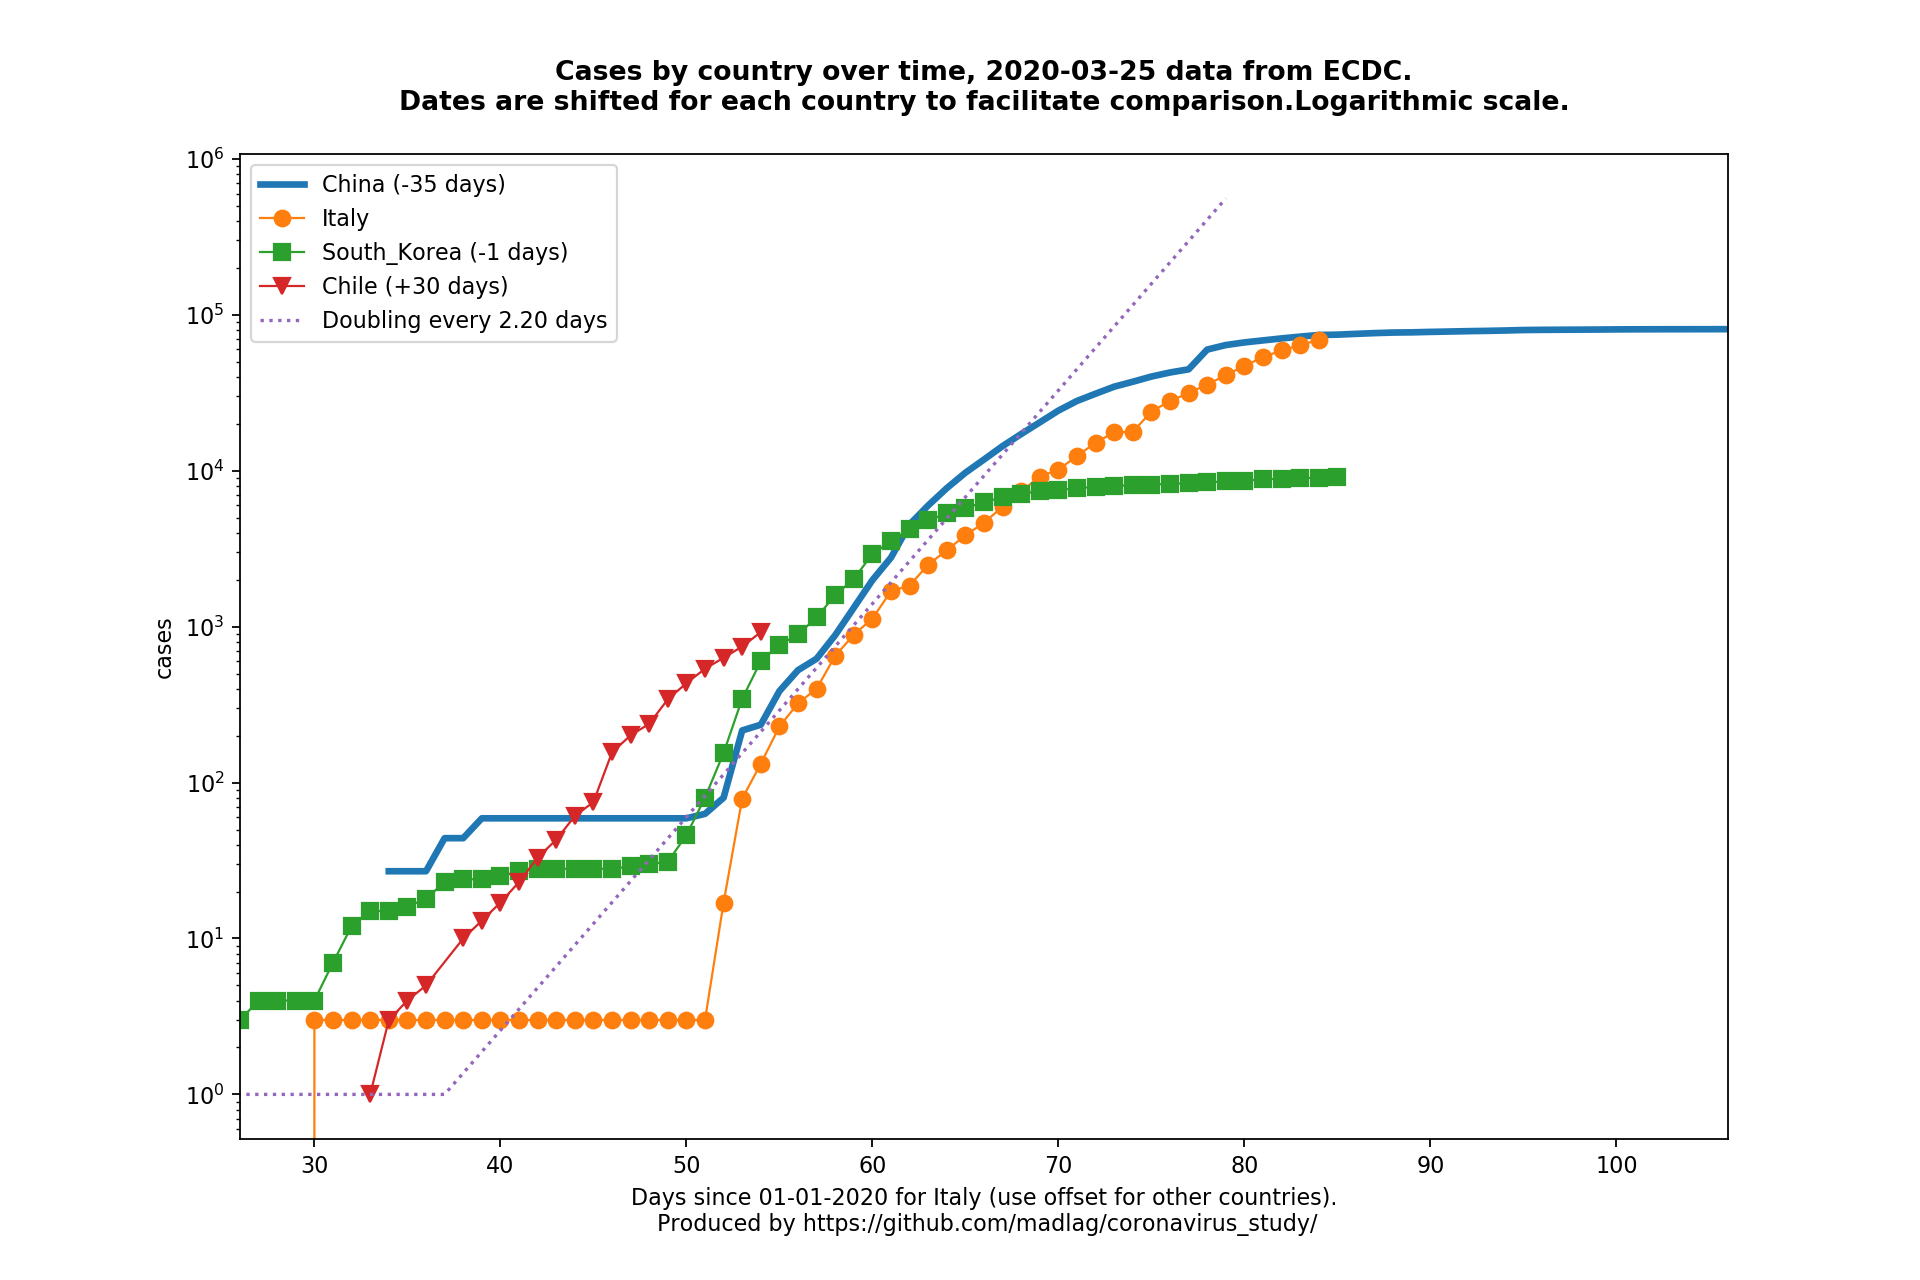 Cases by country over time, 2020-03-25 data from ECDC.
Dates are shifted for each country to facilitate comparison.Logarithmic scale.
10^6
10^5
10^4
10^3
10^2
10^1
10^0
cases
China (-35 days)
Italy
South_Korea (-1 days)
Chile (+30 days)
Doubling every 2.20 days
30 40 50 60 70 80 90 100
Days since 01-01-2020 for Italy (use offset for other countries).
Produced by https://github.com/madlag/coronavirus_study/